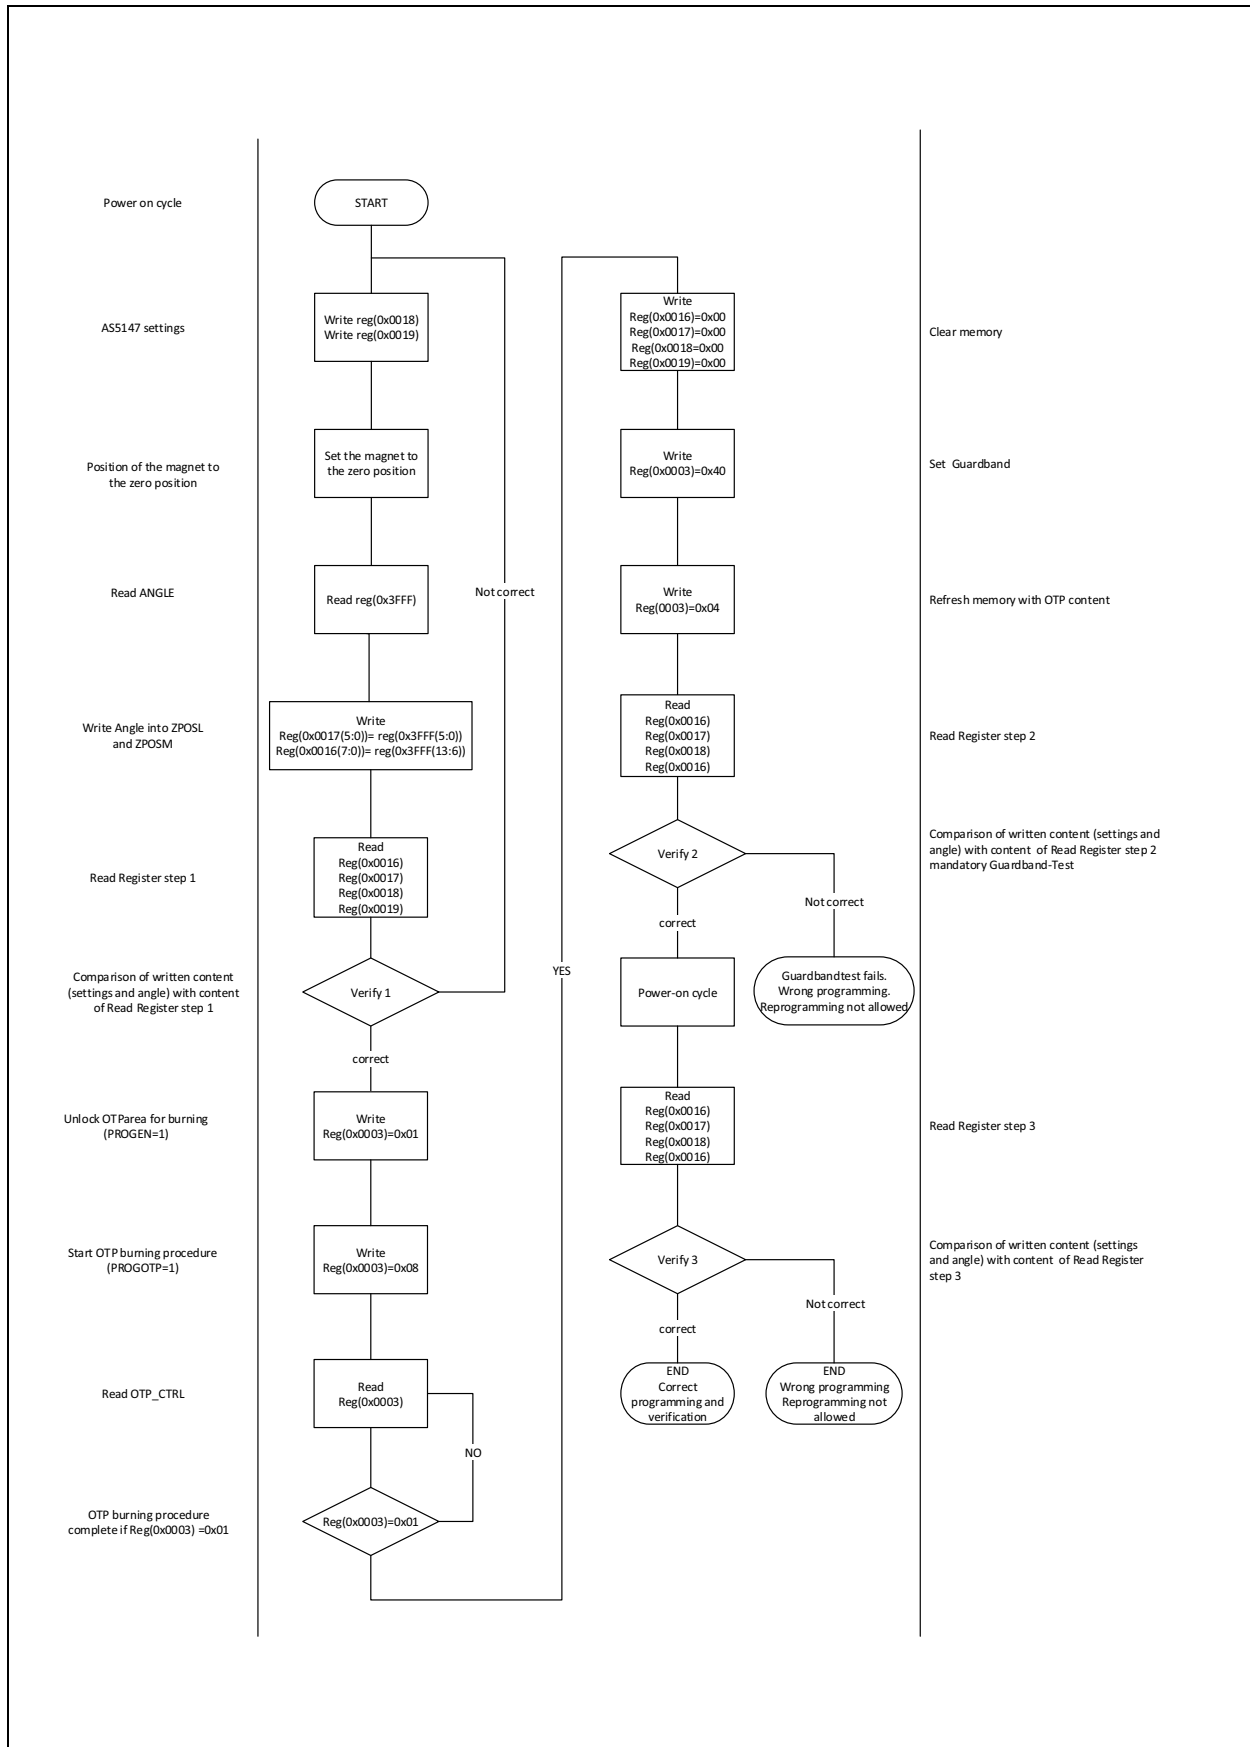 Power on cycle
START
AS5147 settings
Write reg(0x0018)
Write reg(0x0019)
Position of the magnet to
the zero position
Set the magnet to
the zero position
Read ANGLE
Read reg(0x3FFF)
Not correct
Write Angle into ZPOSL
and ZPOSM
Write
Reg(0x0017(5:0))= reg(0x3FFF(5:0))
Reg(0x0016(7:0))= reg(0x3FFF(13:6))
Read Register step 1
Read
Reg(0x0016)
Reg(0x0017)
Reg(0x0018)
Reg(0x0019)
Comparison of written content
(settings and angle) with content
of Read Register step 1
Verify 1
correct
Unlock OTParea for burning
(PROGEN=1)
Write
Reg(0x0003)=0x01
Start OTP burning procedure
(PROGOTP=1)
Write
Reg(0x0003)=0x08
Read OTP_CTRL
Read
Reg(0x0003)
NO
OTP burning procedure
complete if Reg(0x0003) =0x01
Reg(0x0003)=0x01
YES
Write
Reg(0x0016)=0x00
Reg(0x0017)=0x00
Reg(0x0018=0x00
Reg(0x0019)=0x00
Clear memory
Write
Reg(0x0003)=0x40
Set Guardband
Write
Reg(0003)=0x04
Refresh memory with OTP content
Read
Reg(0x0016)
Reg(0x0017)
Reg(0x0018)
Reg(0x0016)
Read Register step 2
Verify 2
Comparison of written content (settings and
angle) with content of Read Register step 2
mandatory Guardband-Test
Not correct
correct
Guardbandtest fails.
Wrong programming.
Reprogramming not allowed
Power-on cycle
Read
Reg(0x0016)
Reg(0x0017)
Reg(0x0018)
Reg(0x0016)
Read Register step 3
Verify 3
Comparison of written content (settings
and angle) with content of Read Register
step 3
Not correct
correct
END
Correct
programming and
verification
END
Wrong programming
Reprogramming not
allowed